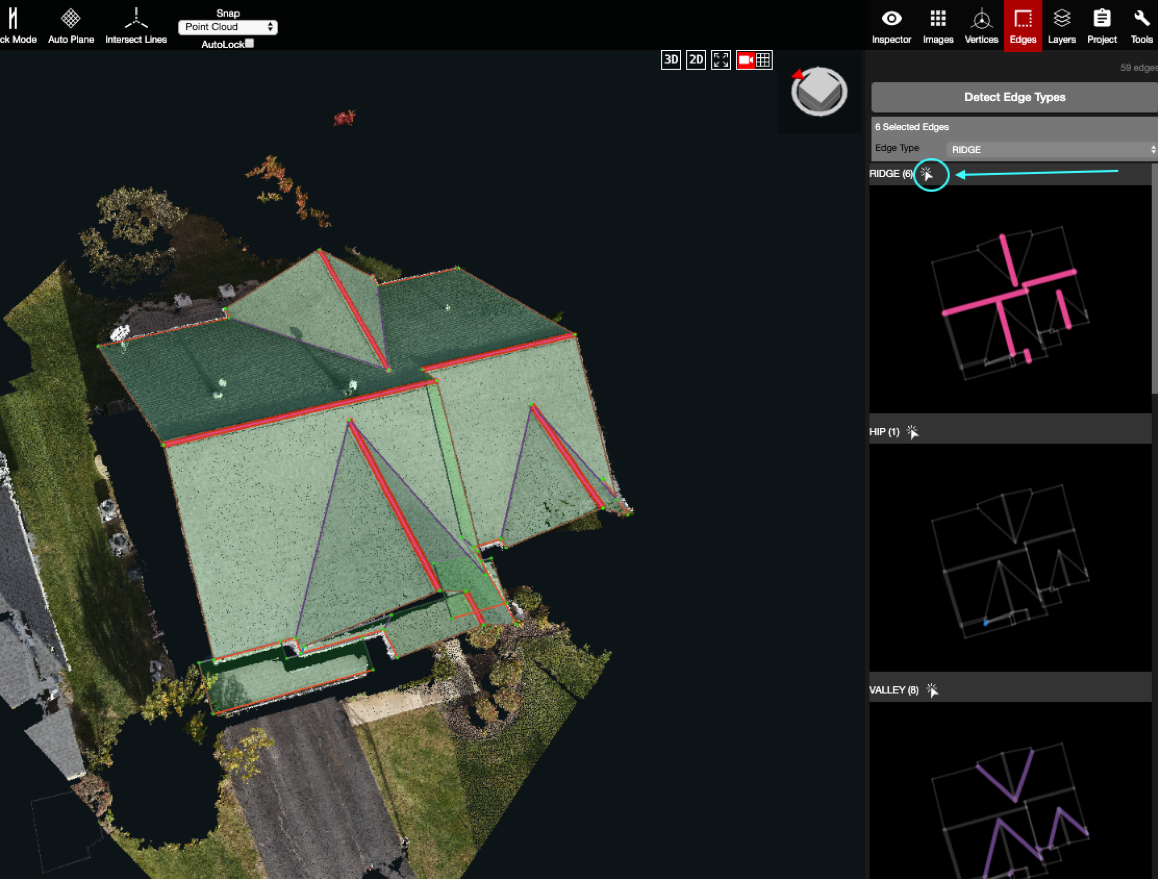 ck Mode
Auto Plane
Intersect Lines
Snap
Point Cloud
AutoLock
Inspector
Images
Vertices
Edges
Layers
Project
Tools
3D
2D
59 edges
Detect Edge Types
6 Selected Edges
Edge Type
RIDGE
RIDGE (6)
HIP (1)
VALLEY (8)